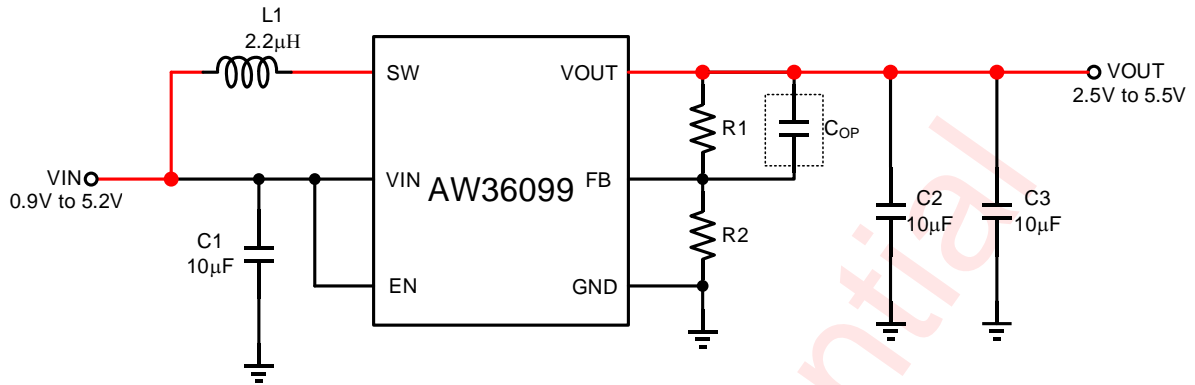 L1
2.2μH
SW
VOUT
VOUT
2.5V to 5.5V
R1
COP
VIN
0.9V to 5.2V
VIN
AW36099
FB
C1
10μF
R2
C2
10μF
C3
10μF
EN
GND
ntial